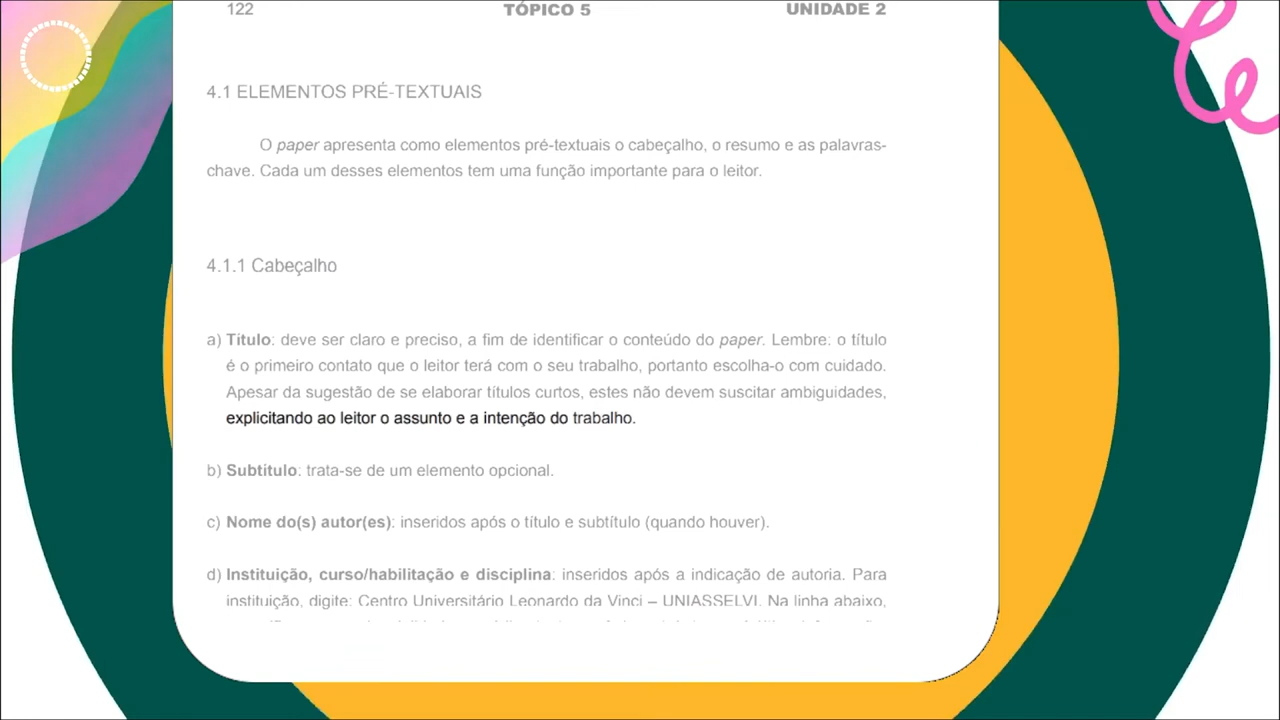 122 TÓPICO 5 UNIDADE 2
4.1 ELEMENTOS PRÉ-TEXTUAIS
O paper apresenta como elementos pré-textuais o cabeçalho, o resumo e as palavras-
chave. Cada um desses elementos tem uma função importante para o leitor.
4.1.1 Cabeçalho
a) Título: deve ser claro e preciso, a fim de identificar o conteúdo do paper. Lembre: o título
é o primeiro contato que o leitor terá com o seu trabalho, portanto escolha-o com cuidado.
Apesar da sugestão de se elaborar títulos curtos, estes não devem suscitar ambiguidades,
explicitando ao leitor o assunto e a intenção do trabalho.
b) Subtítulo: trata-se de um elemento opcional.
c) Nome do(s) autor(es): inseridos após o título e subtítulo (quando houver).
d) Instituição, curso/habilitação e disciplina: inseridos após a indicação de autoria. Para
instituição, digite: Centro Universitário Leonardo da Vinci – UNIASSELVI. Na linha abaixo,